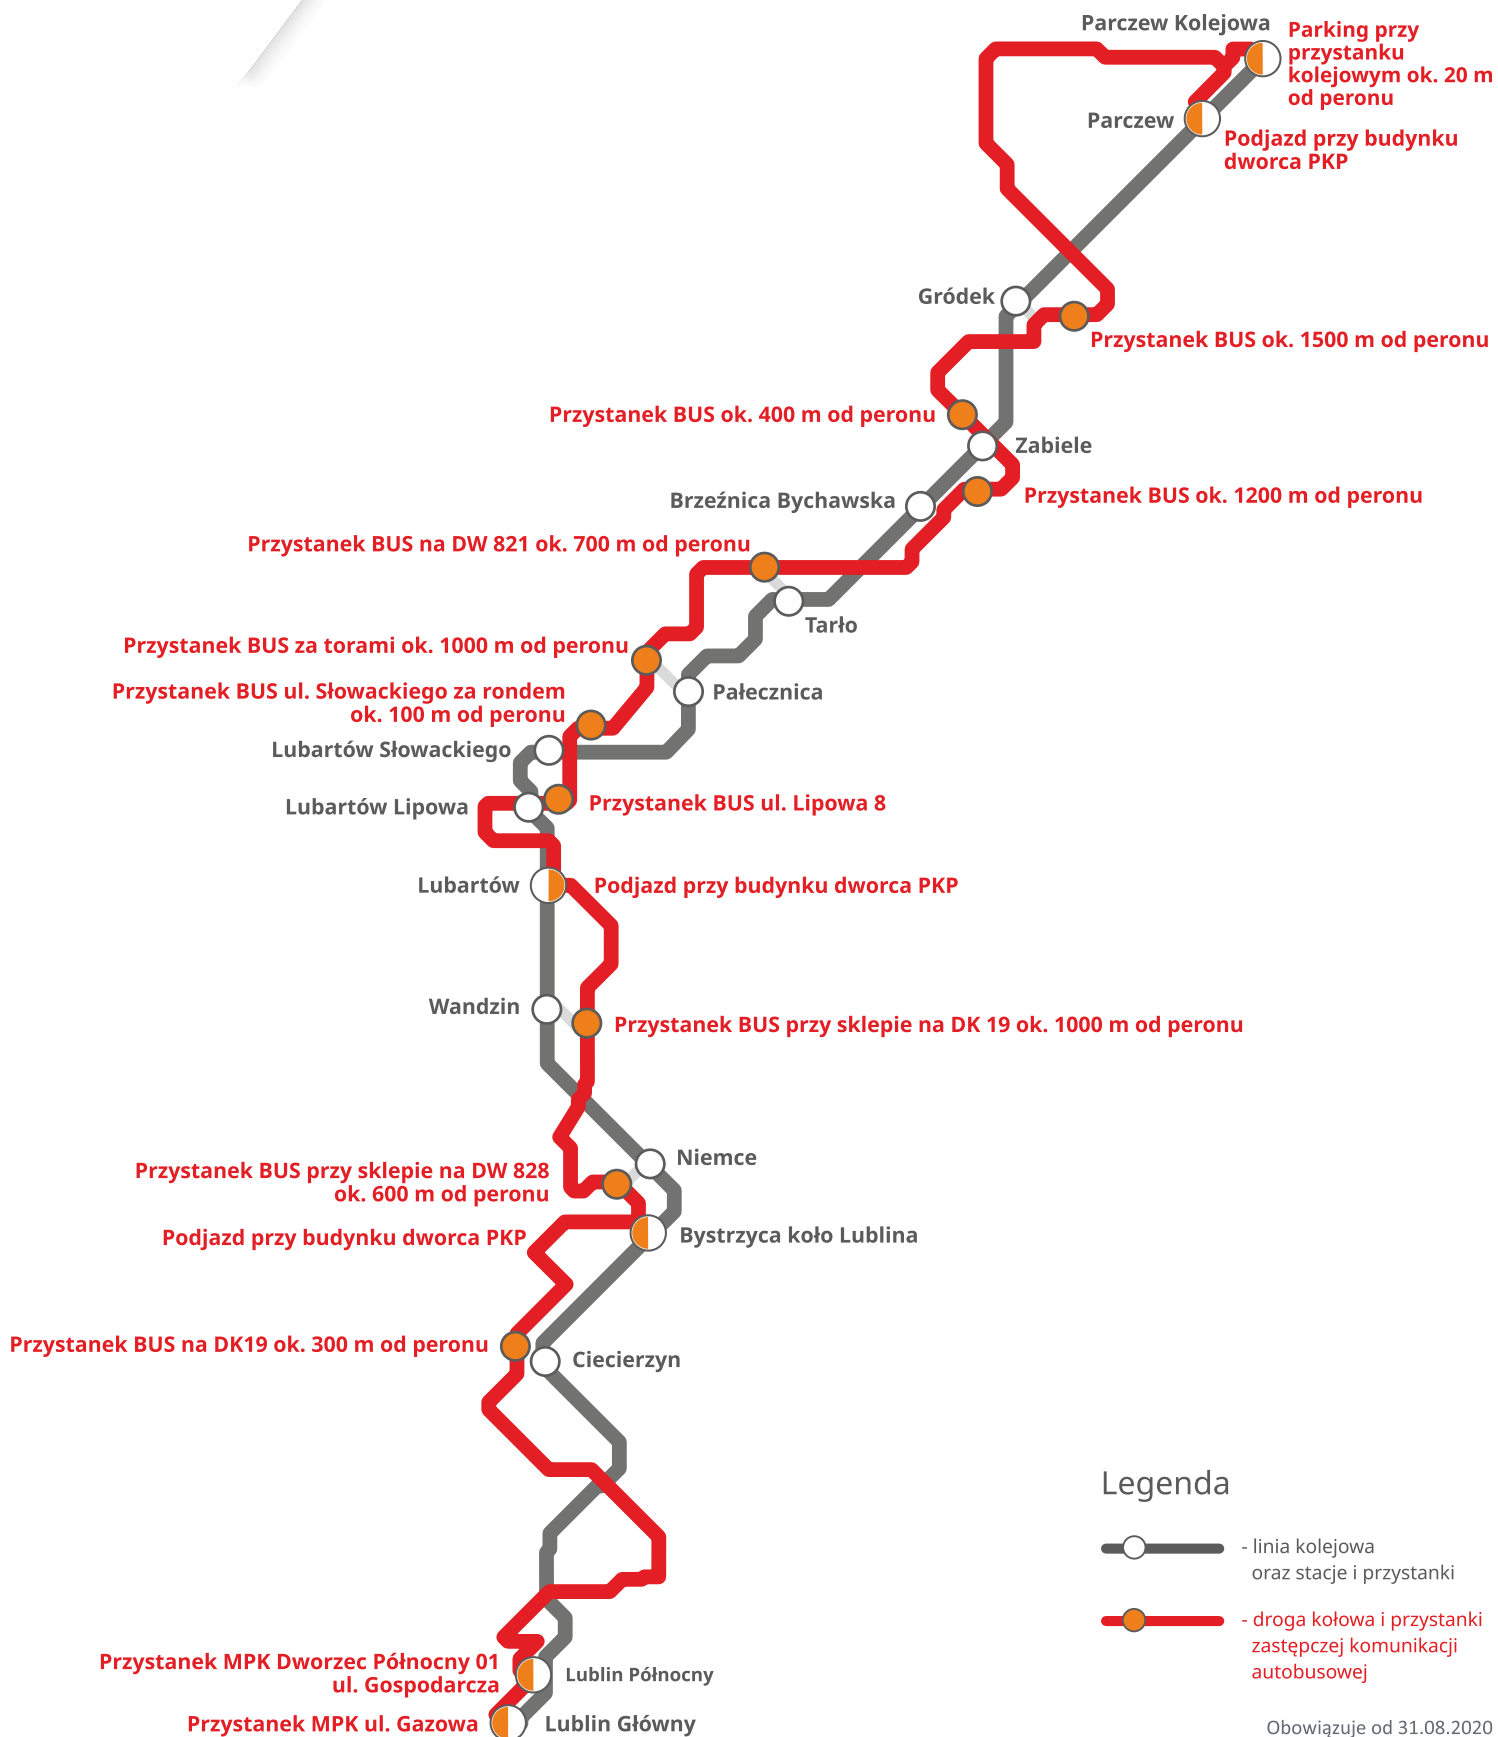 Parczew Kolejowa
Parking przy
przystanku
kolejowym ok. 20 m
od peronu
Parczew
Podjazd przy budynku
dworca PKP
Gródek
Przystanek BUS ok. 1500 m od peronu
Przystanek BUS ok. 400 m od peronu
Zabiele
Brzeźnica Bychawska
Przystanek BUS ok. 1200 m od peronu
Przystanek BUS na DW 821 ok. 700 m od peronu
Tarło
Przystanek BUS za torami ok. 1000 m od peronu
Pałecznica
Przystanek BUS ul. Słowackiego za rondem
ok. 100 m od peronu
Lubartów Słowackiego
Lubartów Lipowa
Przystanek BUS ul. Lipowa 8
Lubartów
Podjazd przy budynku dworca PKP
Wandzin
Przystanek BUS przy sklepie na DK 19 ok. 1000 m od peronu
Niemce
Przystanek BUS przy sklepie na DW 828
ok. 600 m od peronu
Podjazd przy budynku dworca PKP
Bystrzyca koło Lublina
Przystanek BUS na DK19 ok. 300 m od peronu
Ciecierzyn
Legenda
- linia kolejowa
oraz stacje i przystanki
- droga kołowa i przystanki
zastępczej komunikacji
autobusowej
Przystanek MPK Dworzec Północny 01
ul. Gospodarcza
Lublin Północny
Przystanek MPK ul. Gazowa
Lublin Główny
Obowiązuje od 31.08.2020